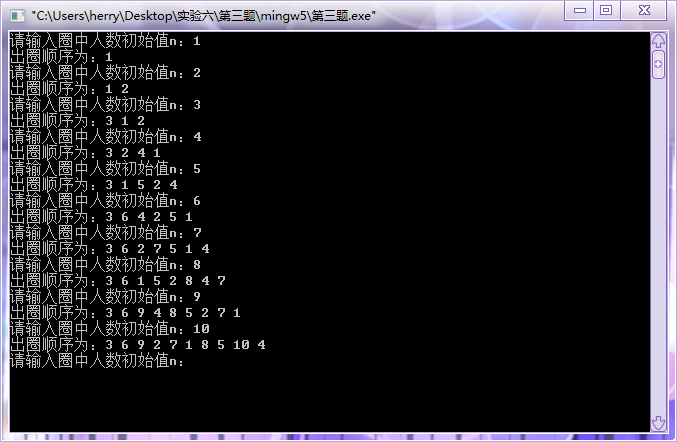 "C:\Users\herry\Desktop\实验六\第三题\mingw5\第三题.exe"
请输入圈中人数初始值n：1
出圈顺序为：1
请输入圈中人数初始值n：2
出圈顺序为：1 2
请输入圈中人数初始值n：3
出圈顺序为：3 1 2
请输入圈中人数初始值n：4
出圈顺序为：3 2 4 1
请输入圈中人数初始值n：5
出圈顺序为：3 1 5 2 4
请输入圈中人数初始值n：6
出圈顺序为：3 6 4 2 5 1
请输入圈中人数初始值n：7
出圈顺序为：3 6 2 7 5 1 4
请输入圈中人数初始值n：8
出圈顺序为：3 6 1 5 2 8 4 7
请输入圈中人数初始值n：9
出圈顺序为：3 6 9 4 8 5 2 7 1
请输入圈中人数初始值n：10
出圈顺序为：3 6 9 2 7 1 8 5 10 4
请输入圈中人数初始值n：